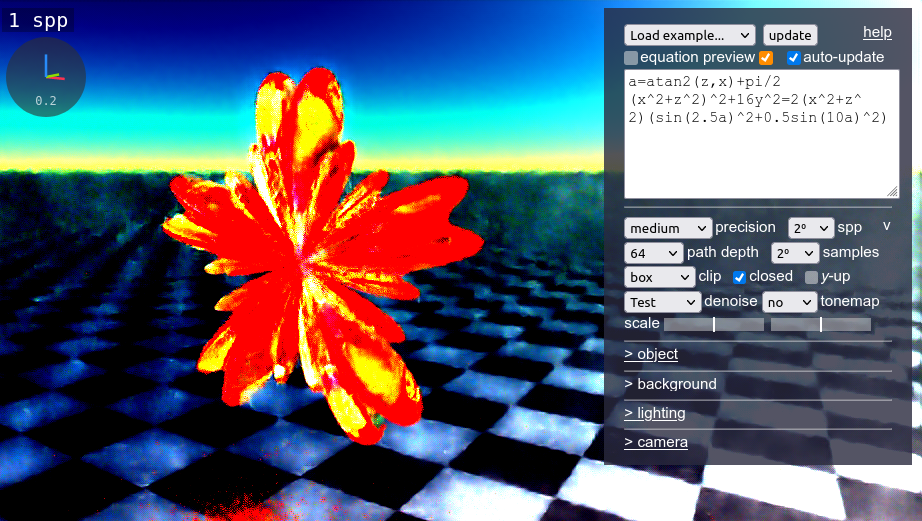 1 spp
0.2
Load example... update help
equation preview auto-update
a=atan2(z,x)+pi/2
(x^2+z^2)^2+16y^2=2(x^2+z^
2)(sin(2.5a)^2+0.5sin(10a)^2)
medium precision 2⁰ spp v
64 path depth 2⁰ samples
box clip closed y-up
Test denoise no tonemap
scale
> object
> background
> lighting
> camera